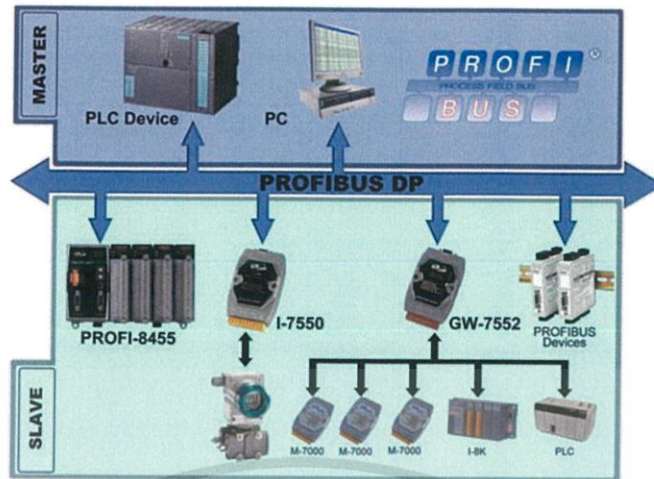 MASTER
PLC Device
PC
PROFI®
PROCESS FIELD BUS
BUS
PROFIBUS DP
SLAVE
PROFI-8455
I-7550
GW-7552
PROFIBUS
Devices
M-7000
M-7000
M-7000
I-8K
PLC